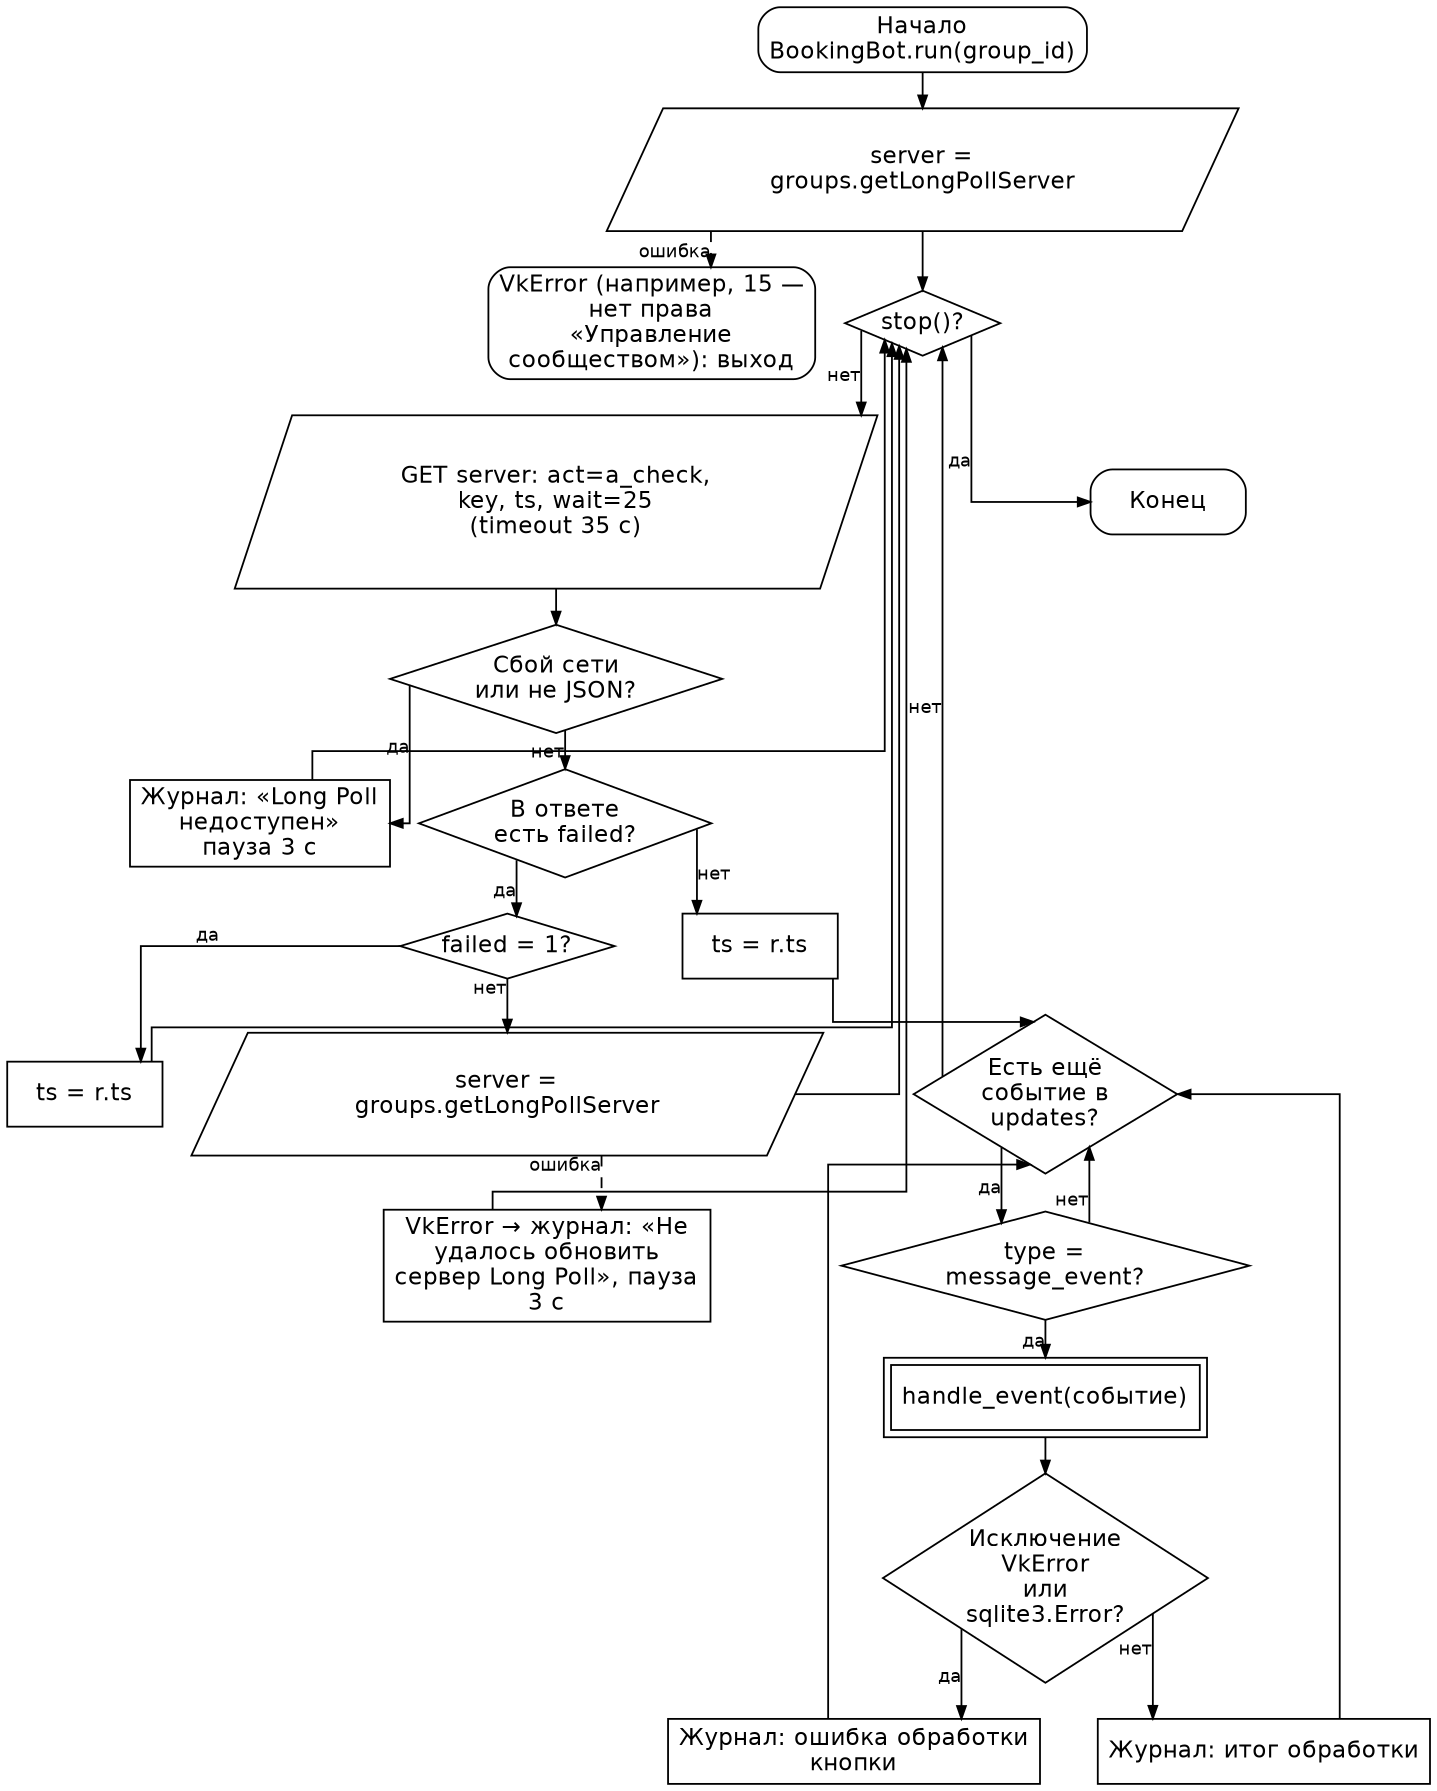 Начало
BookingBot.run(group_id)
server =
groups.getLongPollServer
ошибка
VkError (например, 15 —
нет права
«Управление
сообществом»): выход
stop()?
нет
да
GET server: act=a_check,
key, ts, wait=25
(timeout 35 с)
Конец
Сбой сети
или не JSON?
нет
да
нет
Журнал: «Long Poll
недоступен»
пауза 3 с
В ответе
есть failed?
нет
да
да
failed = 1?
ts = r.ts
нет
ts = r.ts
server =
groups.getLongPollServer
Есть ещё
событие в
updates?
ошибка
да
нет
VkError → журнал: «Не
удалось обновить
сервер Long Poll», пауза
3 с
type =
message_event?
да
handle_event(событие)
Исключение
VkError
или
sqlite3.Error?
нет
да
Журнал: ошибка обработки
кнопки
Журнал: итог обработки